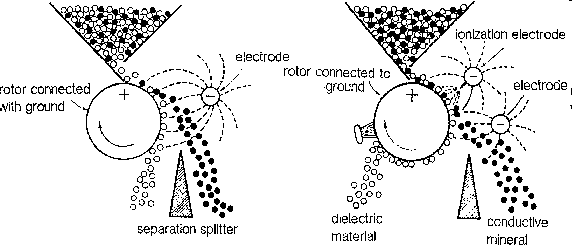 electrode
rotor connected
with ground
+
−
separation splitter
ionization electrode
rotor connected to
ground
electrode
+
−
−
dielectric
material
conductive
mineral